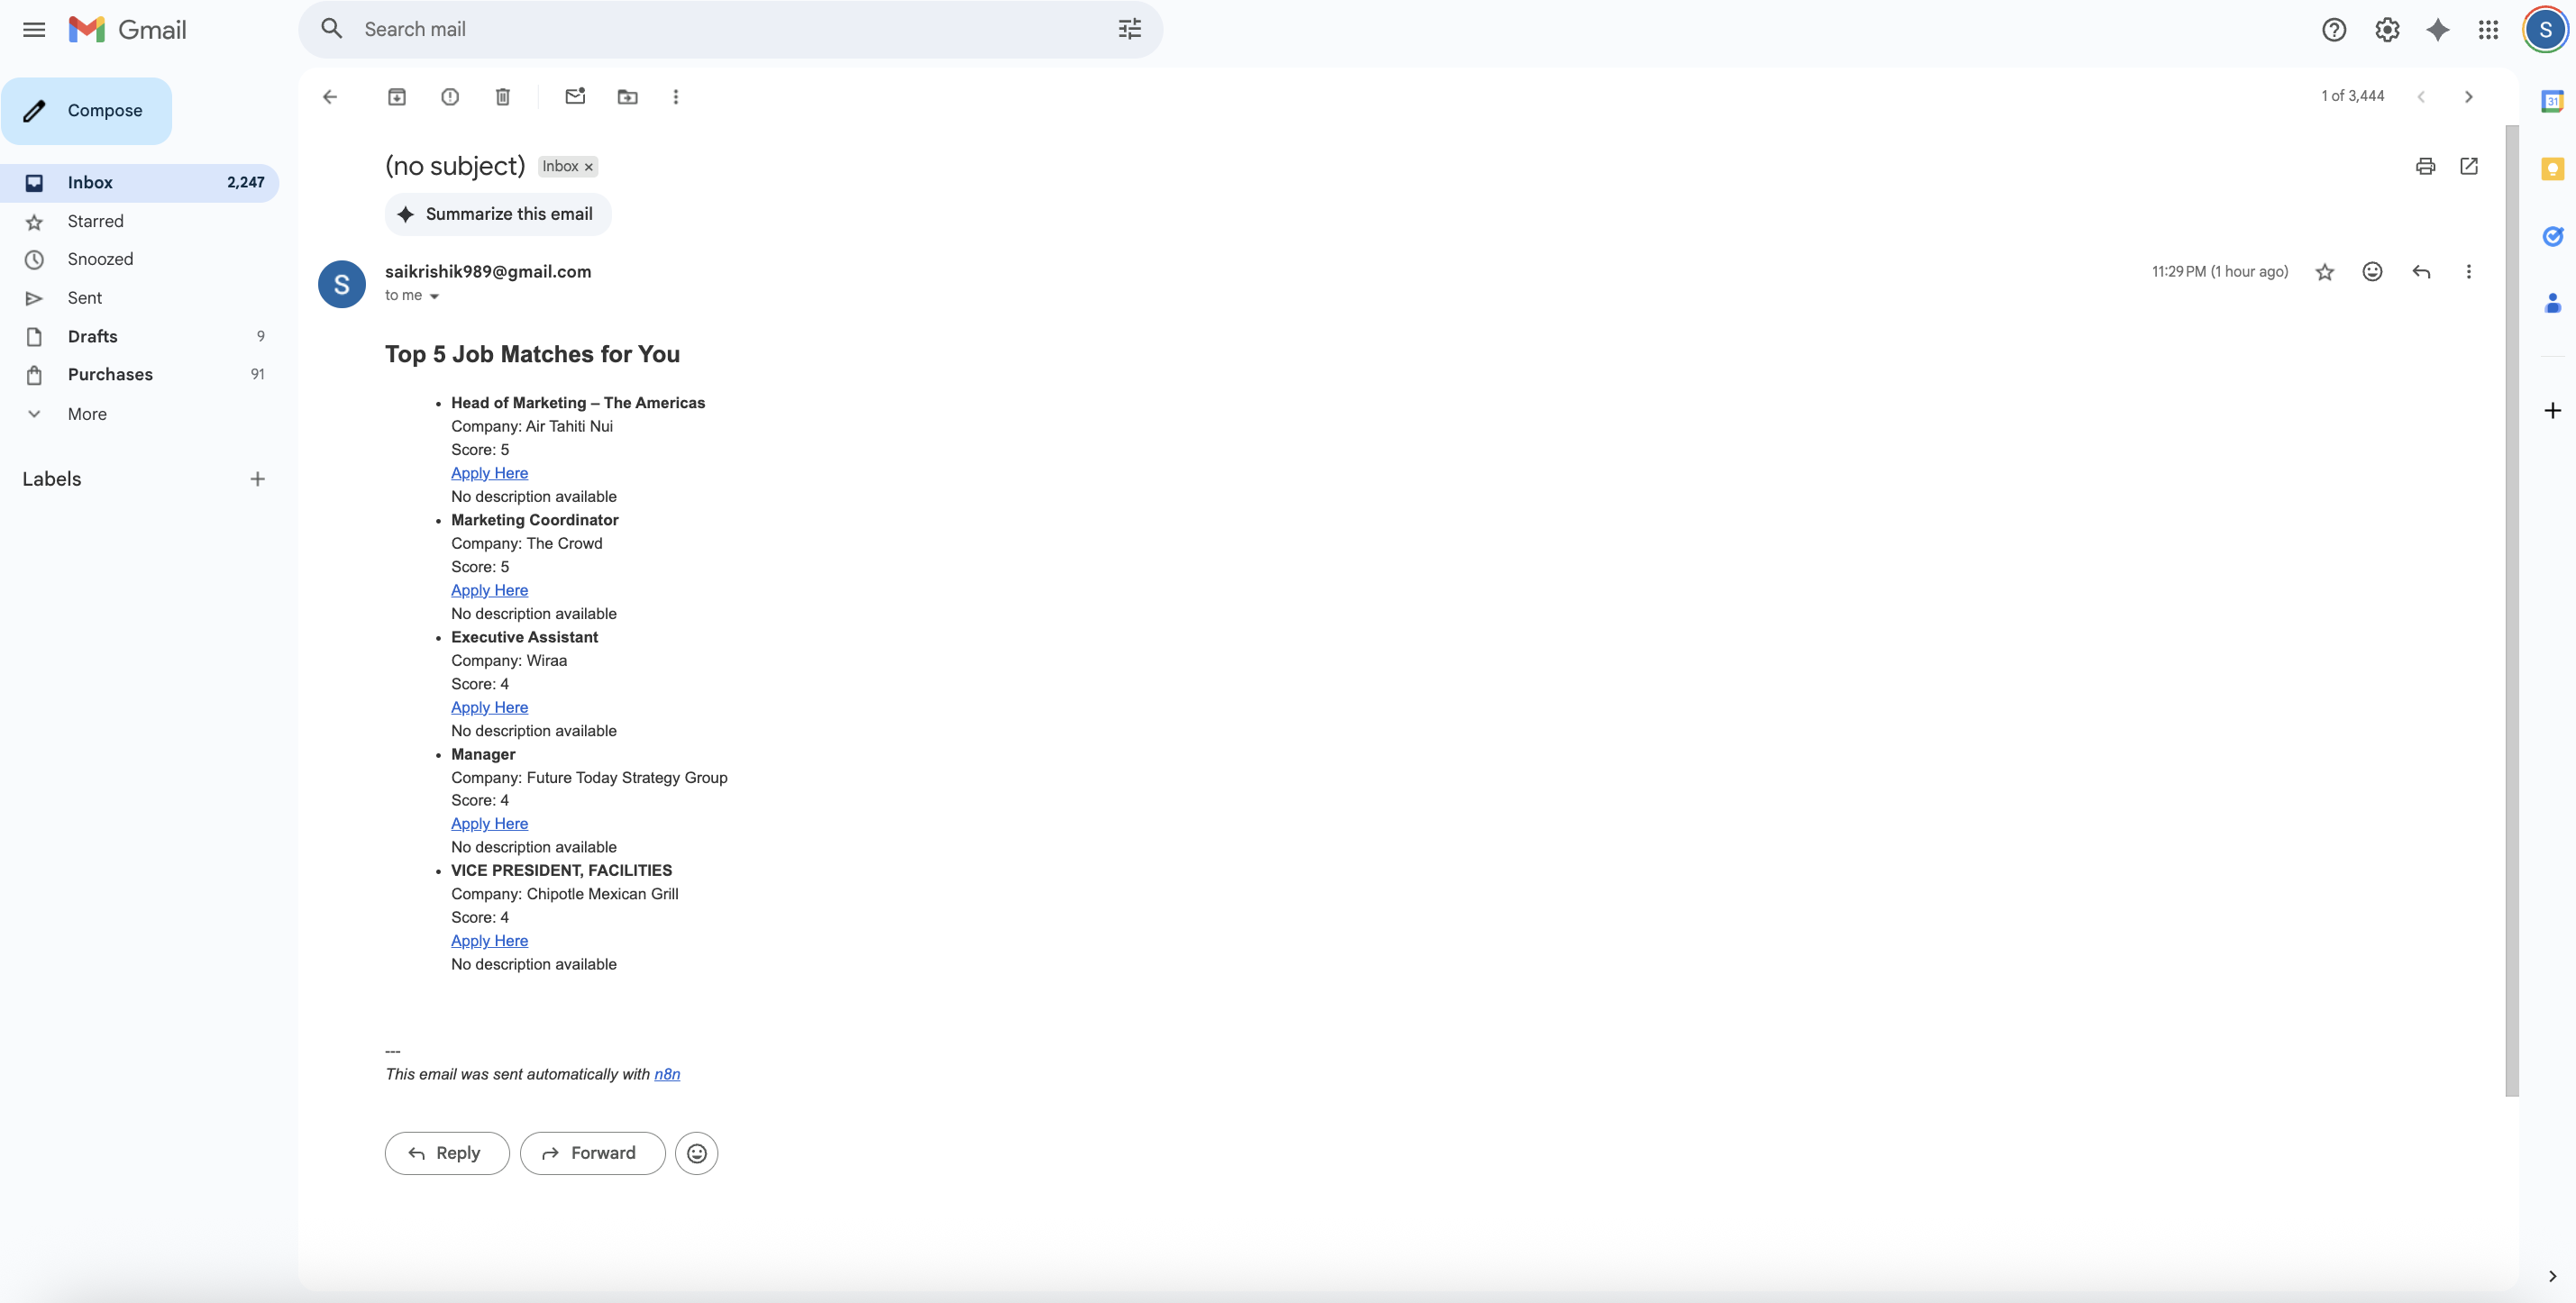 Gmail
Search mail
Compose
Inbox 2,247
Starred
Snoozed
Sent
Drafts 9
Purchases 91
More
Labels
1 of 3,444
31
(no subject) Inbox ×
Summarize this email
S
S
saikrishik989@gmail.com
11:29 PM (1 hour ago)
to me
Top 5 Job Matches for You
• Head of Marketing – The Americas
Company: Air Tahiti Nui
Score: 5
Apply Here
No description available
• Marketing Coordinator
Company: The Crowd
Score: 5
Apply Here
No description available
• Executive Assistant
Company: Wiraa
Score: 4
Apply Here
No description available
• Manager
Company: Future Today Strategy Group
Score: 4
Apply Here
No description available
• VICE PRESIDENT, FACILITIES
Company: Chipotle Mexican Grill
Score: 4
Apply Here
No description available
---
This email was sent automatically with n8n
Reply
Forward